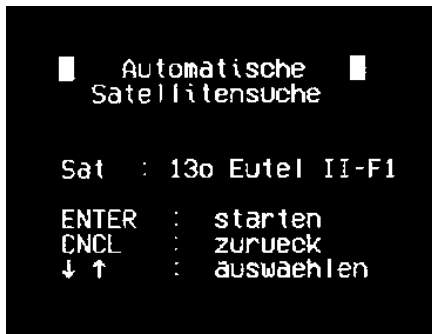 Automatische
Satellitensuche
Sat : 13o Eutel II-F1
ENTER : starten
CNCL : zurueck
↓ ↑ : auswaehlen